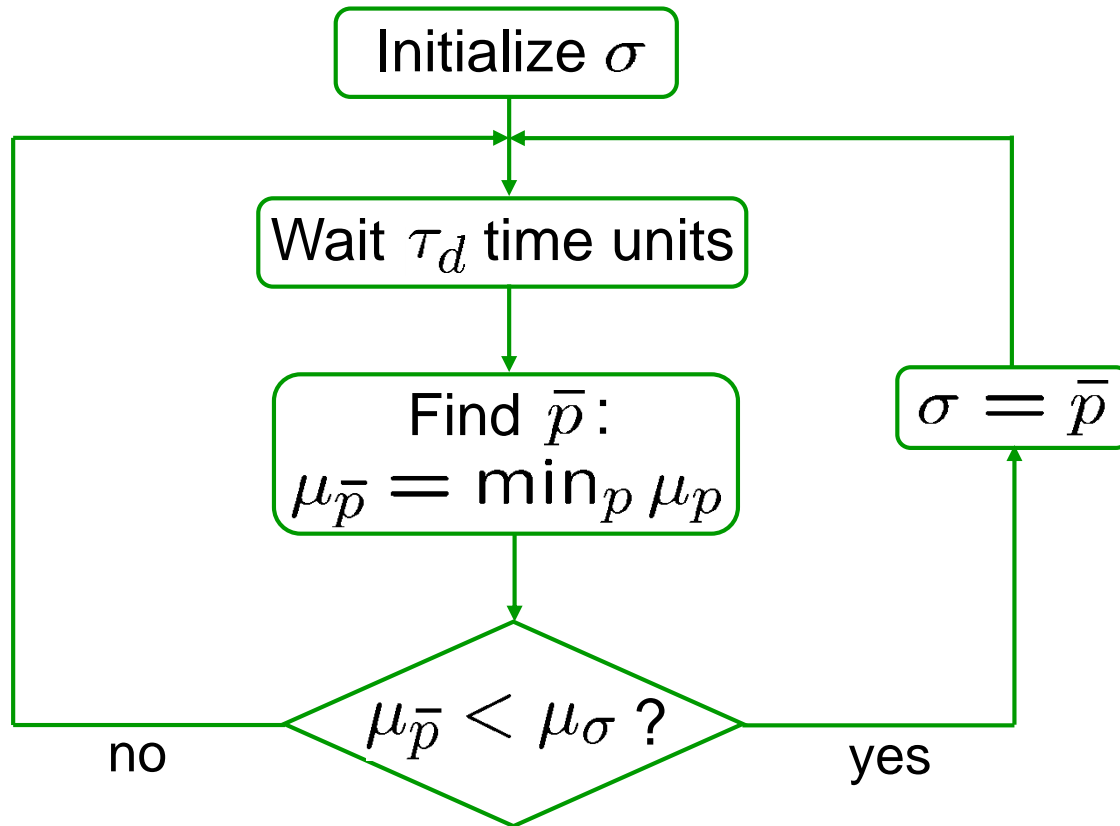 Initialize σ
Wait τ_d time units
Find p̄ :
μ_p̄ = min_p μ_p
σ = p̄
μ_p̄ < μ_σ ?
no
yes